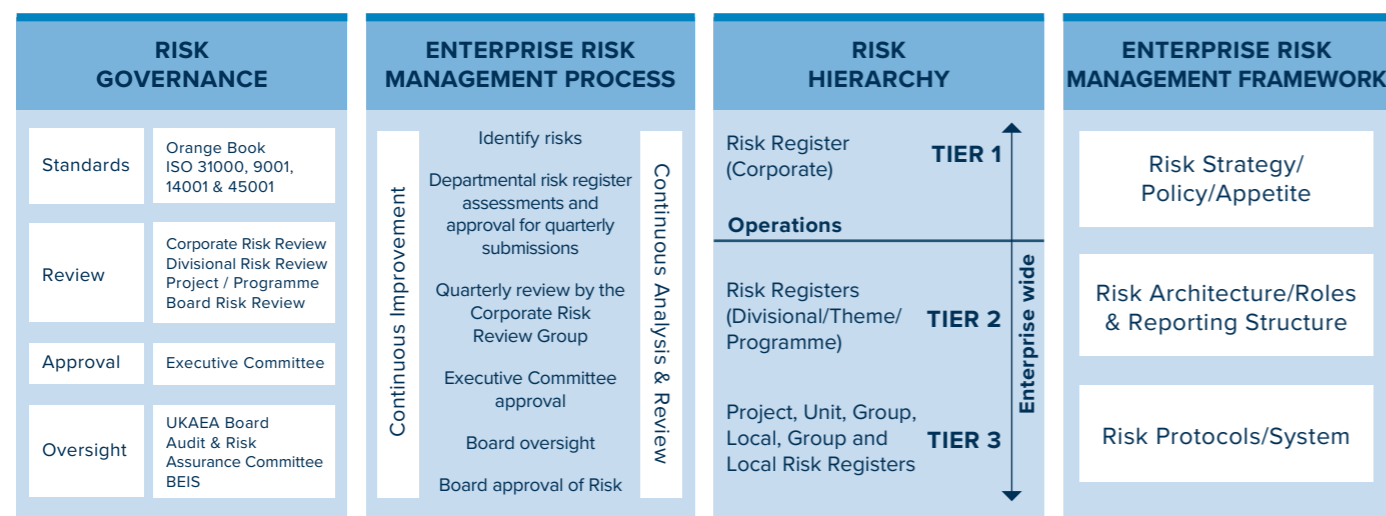 RISK
GOVERNANCE
Standards
Orange Book
ISO 31000, 9001,
14001 & 45001
Review
Corporate Risk Review
Divisional Risk Review
Project / Programme
Board Risk Review
Approval
Executive Committee
Oversight
UKAEA Board
Audit & Risk
Assurance Committee
BEIS
ENTERPRISE RISK
MANAGEMENT PROCESS
Continuous Improvement
Identify risks
Departmental risk register
assessments and
approval for quarterly
submissions
Quarterly review by the
Corporate Risk
Review Group
Executive Committee
approval
Board oversight
Board approval of Risk
Continuous Analysis & Review
RISK
HIERARCHY
Risk Register
(Corporate)
TIER 1
Operations
Risk Registers
(Divisional/Theme/
Programme)
TIER 2
Project, Unit, Group,
Local, Group and
Local Risk Registers
TIER 3
Enterprise wide
ENTERPRISE RISK
MANAGEMENT FRAMEWORK
Risk Strategy/
Policy/Appetite
Risk Architecture/Roles
& Reporting Structure
Risk Protocols/System